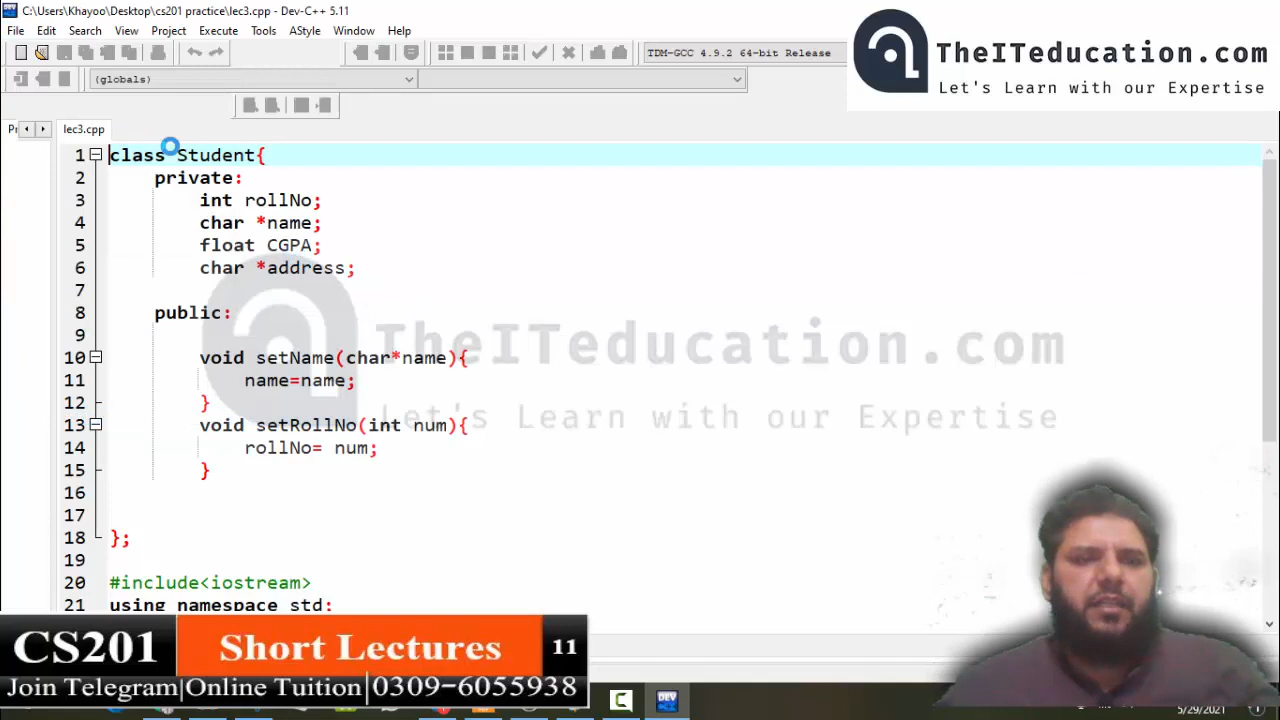 C:\Users\Khayoo\Desktop\cs201 practice\lec3.cpp - Dev-C++ 5.11
File Edit Search View Project Execute Tools AStyle Window Help
TDM-GCC 4.9.2 64-bit Release
(globals)
TheITeducation.com
Let's Learn with our Expertise
lec3.cpp
1 class Student{
2 private:
3 int rollNo;
4 char *name;
5 float CGPA;
6 char *address;
7
8 public:
9
10 void setName(char*name){
11 name=name;
12 }
13 void setRollNo(int num){
14 rollNo= num;
15 }
16
17
18 };
19
20 #include<iostream>
21 using namespace std;
TheITeducation.com
Let's Learn with our Expertise
CS201 Short Lectures 11
Join Telegram|Online Tuition|0309-6055938
DEV
5/29/2021